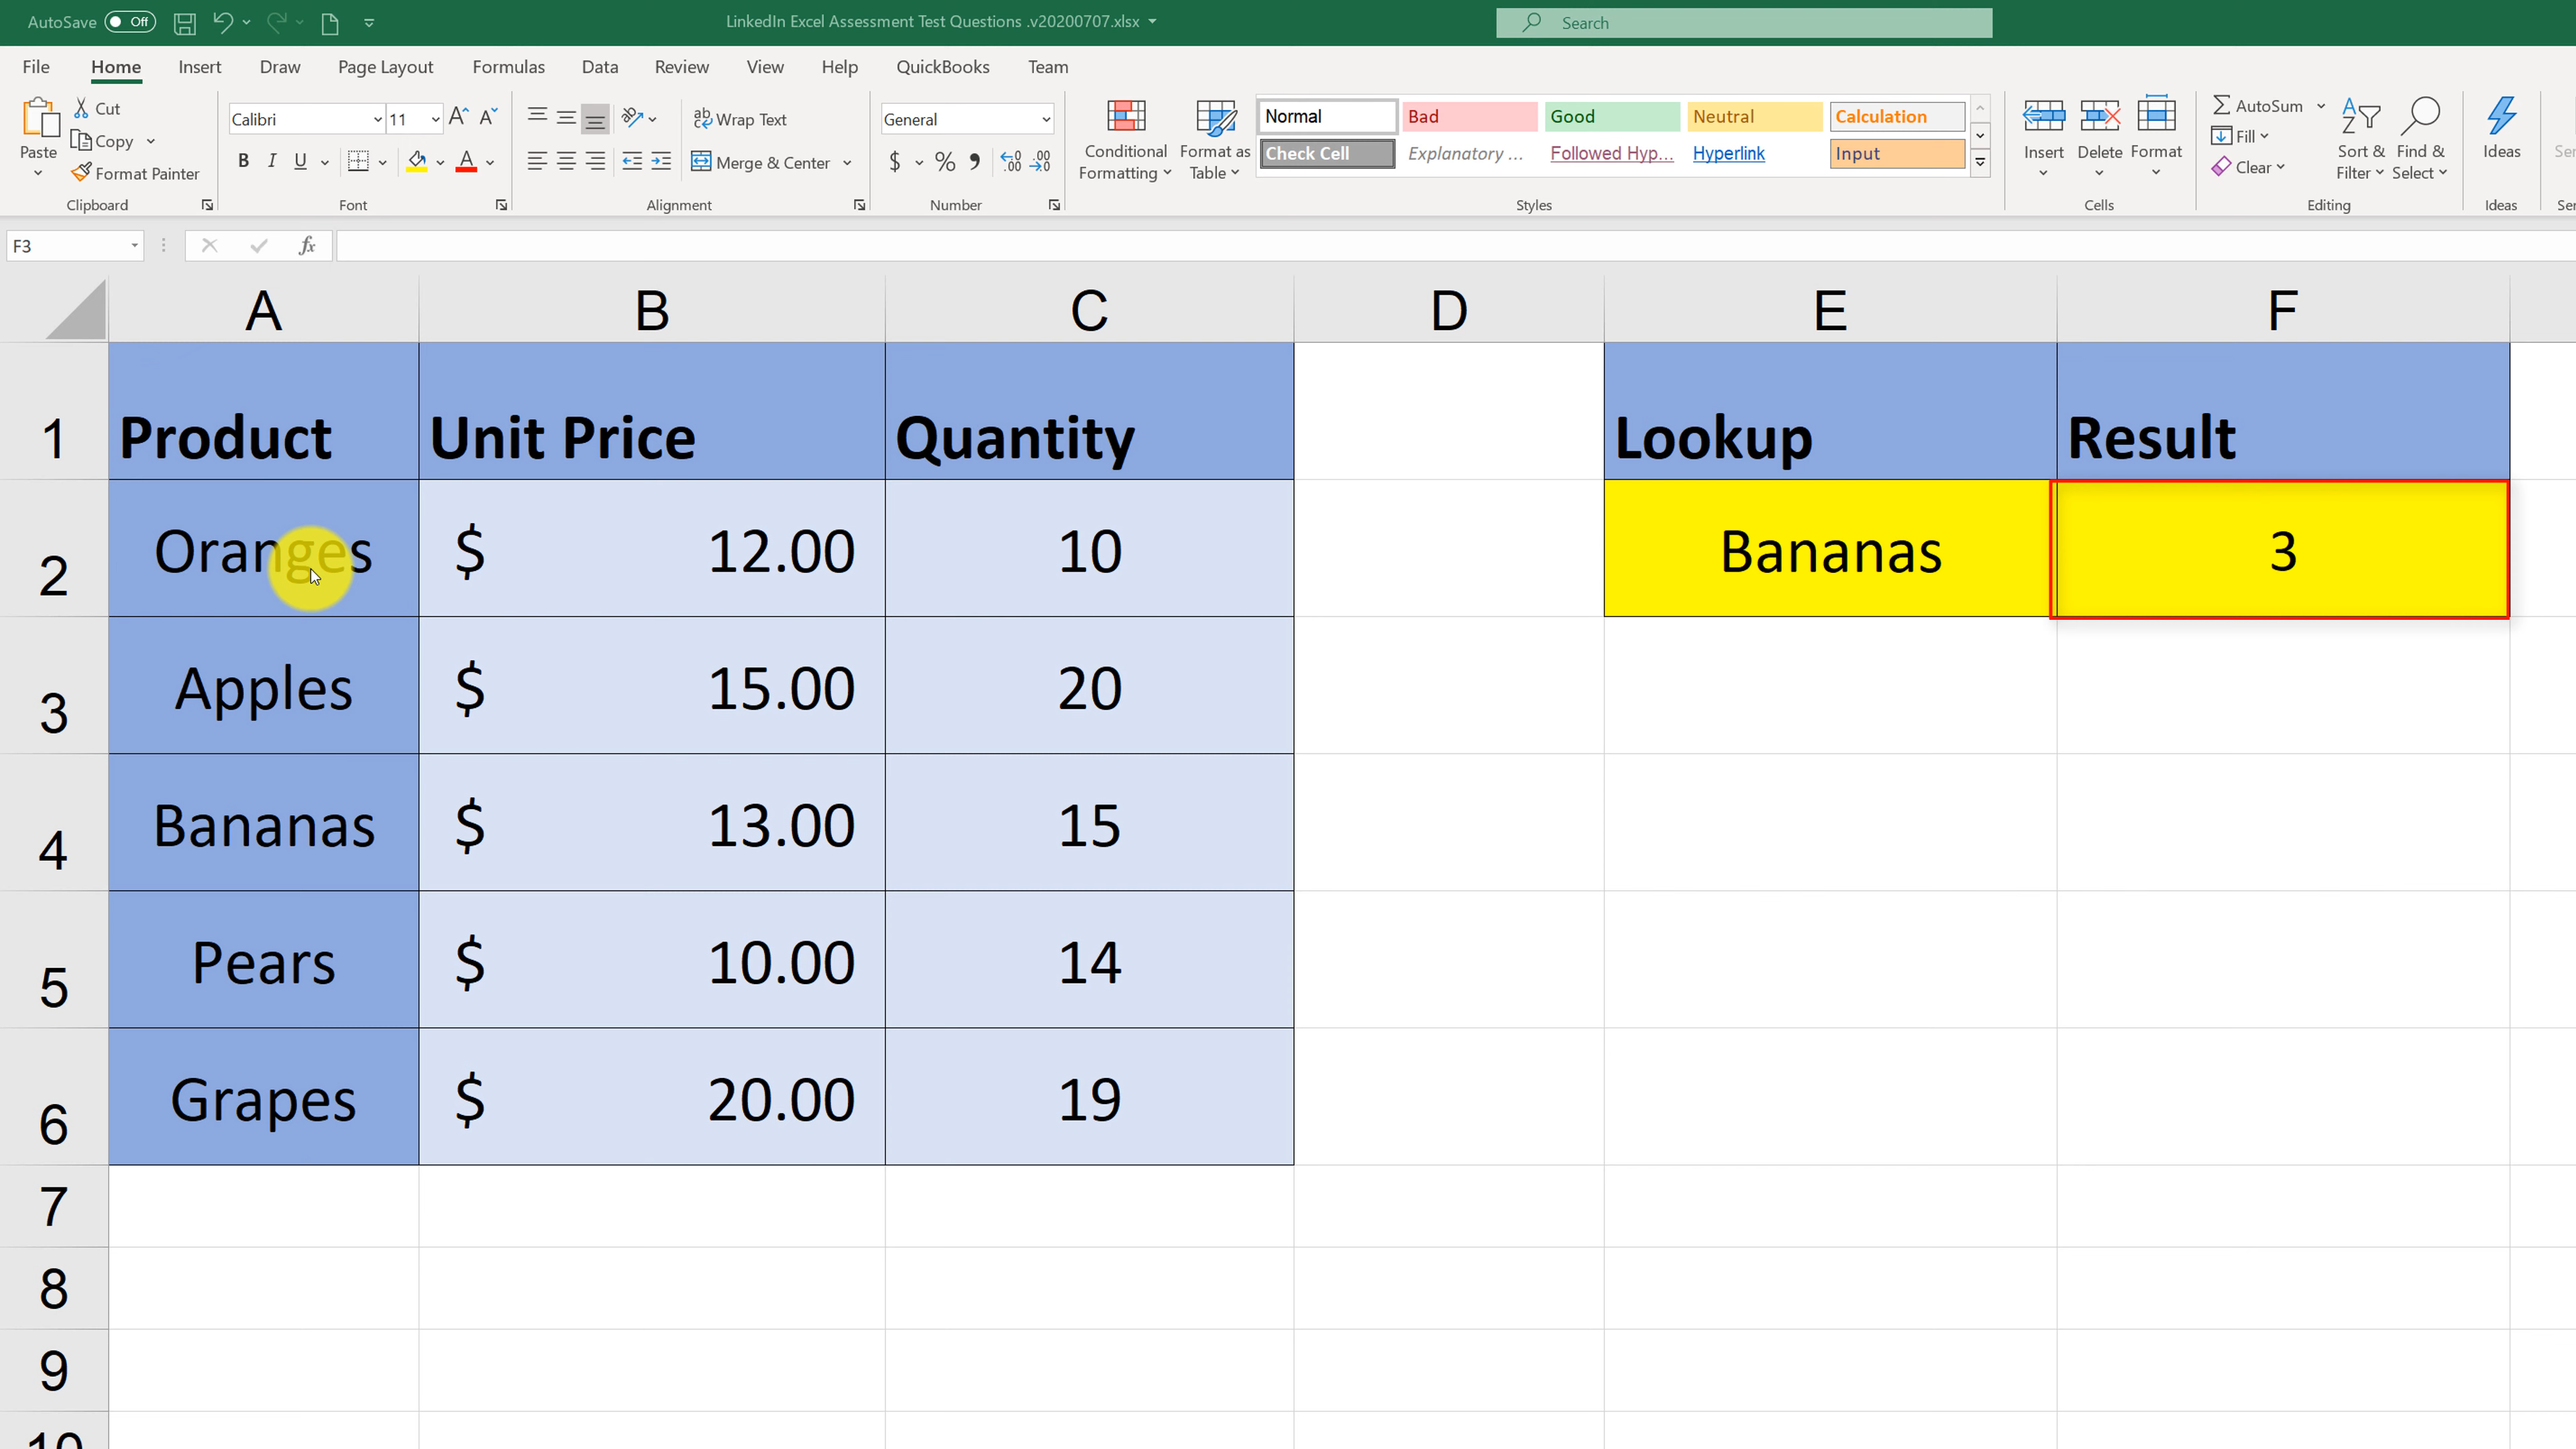 AutoSave Off LinkedIn Excel Assessment Test Questions .v20200707.xlsx Search
File Home Insert Draw Page Layout Formulas Data Review View Help QuickBooks Team
Paste
Cut
Copy
Format Painter
Clipboard
Calibri 11
B I U A
Font
ab Wrap Text
Merge & Center
Alignment
General
$ % , .00 .00
Number
Conditional Formatting
Format as Table
Normal Bad Good Neutral Calculation
Check Cell Explanatory ... Followed Hyp... Hyperlink Input
Styles
Insert Delete Format
Cells
AutoSum
Fill
Clear
Sort & Filter
Find & Select
Editing
Ideas
Ideas
F3 fx
A B C D E F
1 Product Unit Price Quantity Lookup Result
2 Oranges $ 12.00 10 Bananas 3
3 Apples $ 15.00 20
4 Bananas $ 13.00 15
5 Pears $ 10.00 14
6 Grapes $ 20.00 19
7
8
9
10